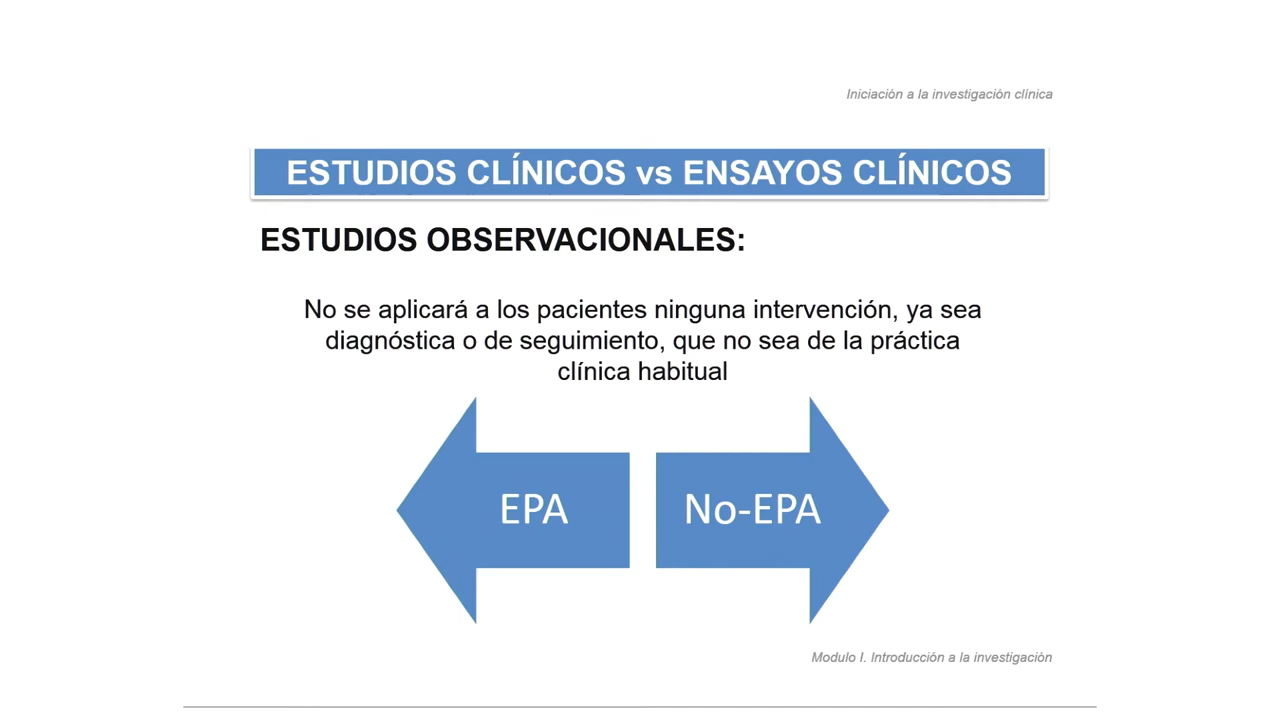 Iniciación a la investigación clínica
ESTUDIOS CLÍNICOS vs ENSAYOS CLÍNICOS
ESTUDIOS OBSERVACIONALES:
No se aplicará a los pacientes ninguna intervención, ya sea
diagnóstica o de seguimiento, que no sea de la práctica
clínica habitual
EPA
No-EPA
Modulo I. Introducción a la investigación